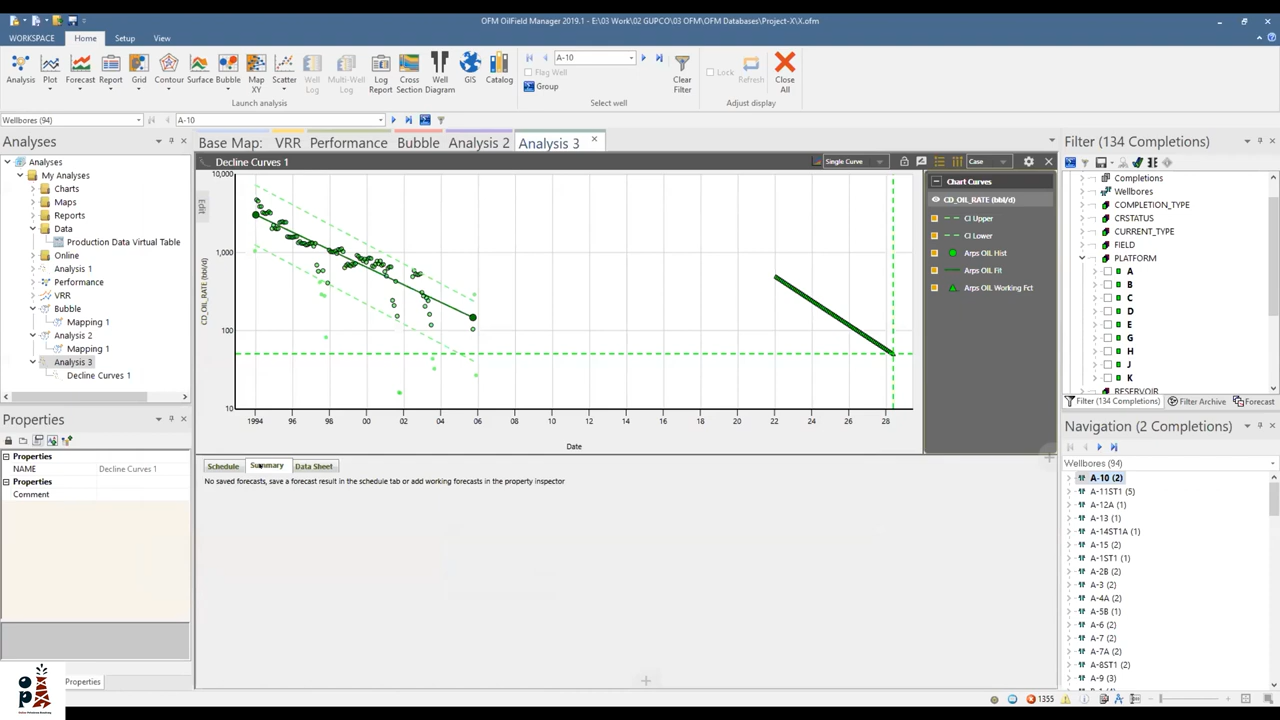 OFM OilField Manager 2019.1 - E:\03 Work\02 GUPCO\03 OFM\OFM Databases\Project-X\X.ofm
WORKSPACE Home Setup View
Analysis Plot Forecast Report Grid Contour Surface Bubble Map XY Scatter Well Log Multi-Well Log Log Report Cross Section Well Diagram GIS Catalog
Launch analysis
A-10
Flag Well
Group
Clear Filter
Select well
Lock Refresh
Close All
Adjust display
Wellbores (94) A-10
Analyses
Analyses
My Analyses
Charts
Maps
Reports
Data
Production Data Virtual Table
Online
Analysis 1
Performance
VRR
Bubble
Mapping 1
Analysis 2
Mapping 1
Analysis 3
Decline Curves 1
Properties
Properties
NAME Decline Curves 1
Properties
Comment
Properties
Base Map: VRR Performance Bubble Analysis 2 Analysis 3
Decline Curves 1 Single Curve Case
Edit
CD_OIL_RATE (bbl/d)
10,000
1,000
100
10
1994 96 98 00 02 04 06 08 10 12 14 16 18 20 22 24 26 28
Date
Chart Curves
CD_OIL_RATE (bbl/d)
CI Upper
CI Lower
Arps OIL Hist
Arps OIL Fit
Arps OIL Working Fct
Schedule Summary Data Sheet
No saved forecasts, save a forecast result in the schedule tab or add working forecasts in the property inspector
Filter (134 Completions)
Completions
Wellbores
COMPLETION_TYPE
CRSTATUS
CURRENT_TYPE
FIELD
PLATFORM
A
B
C
D
E
G
H
J
K
RESERVOIR
Filter (134 Completions) Filter Archive Forecast
Navigation (2 Completions)
Wellbores (94)
A-10 (2)
A-11ST1 (5)
A-12A (1)
A-13 (1)
A-14ST1A (1)
A-15 (2)
A-1ST1 (1)
A-2B (2)
A-3 (2)
A-4A (2)
A-5B (1)
A-6 (2)
A-7 (2)
A-7A (2)
A-8ST1 (2)
A-9 (3)
1355